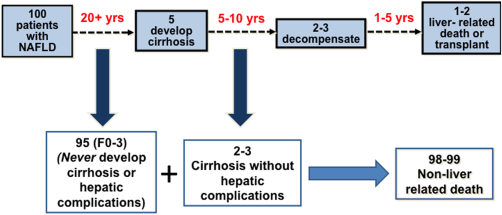 100
patients
with
NAFLD
20+ yrs
5
develop
cirrhosis
5-10 yrs
2-3
decompensate
1-5 yrs
1-2
liver- related
death or
transplant
95 (F0-3)
(Never develop
cirrhosis or
hepatic
complications)
+
2-3
Cirrhosis without
hepatic
complications
98-99
Non-liver
related death